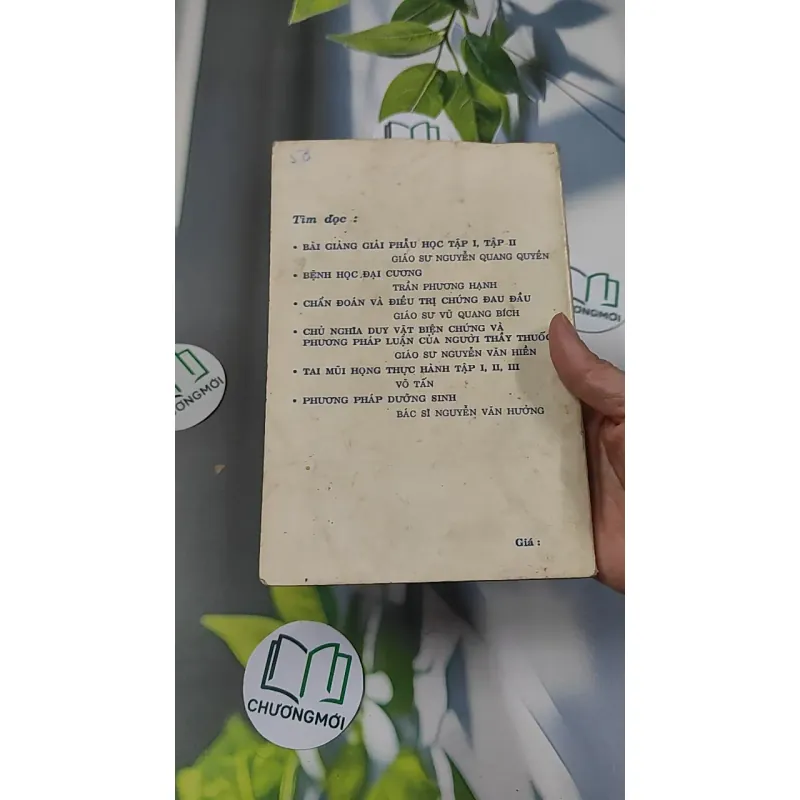 Tìm đọc :
• BÀI GIẢNG GIẢI PHẪU HỌC TẬP I, TẬP II
GIÁO SƯ NGUYỄN QUANG QUYỀN
• BỆNH HỌC ĐẠI CƯƠNG
TRẦN PHƯƠNG HẠNH
• CHẨN ĐOÁN VÀ ĐIỀU TRỊ CHỨNG ĐAU ĐẦU
GIÁO SƯ VŨ QUANG BÍCH
• CHỦ NGHĨA DUY VẬT BIỆN CHỨNG VÀ
PHƯƠNG PHÁP LUẬN CỦA NGƯỜI THẦY THUỐC
GIÁO SƯ NGUYỄN VĂN HIỀN
• TAI MŨI HỌNG THỰC HÀNH TẬP I, II, III
VÕ TẤN
• PHƯƠNG PHÁP DƯỠNG SINH
BÁC SĨ NGUYỄN VĂN HƯỞNG
Giá :
CHƯƠNGMỚI